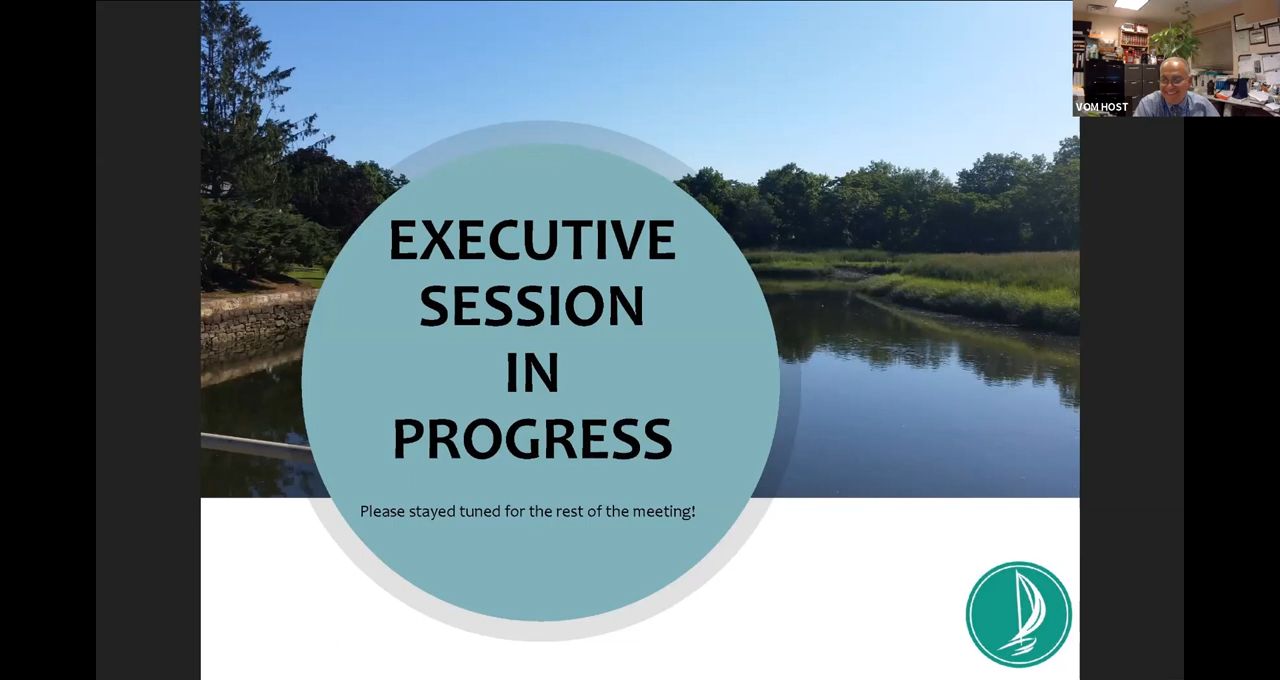 VOM HOST
EXECUTIVE
SESSION
IN
PROGRESS
Please stayed tuned for the rest of the meeting!